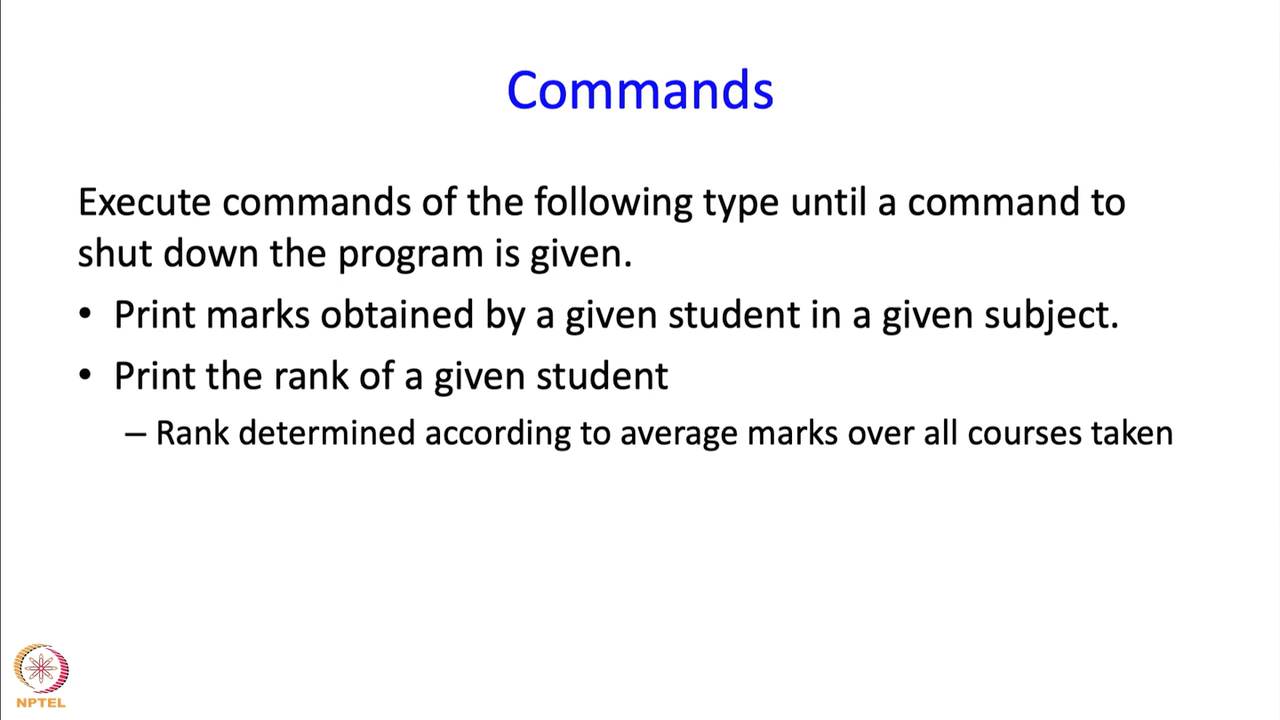 Commands
Execute commands of the following type until a command to
shut down the program is given.
• Print marks obtained by a given student in a given subject.
• Print the rank of a given student
– Rank determined according to average marks over all courses taken
NPTEL